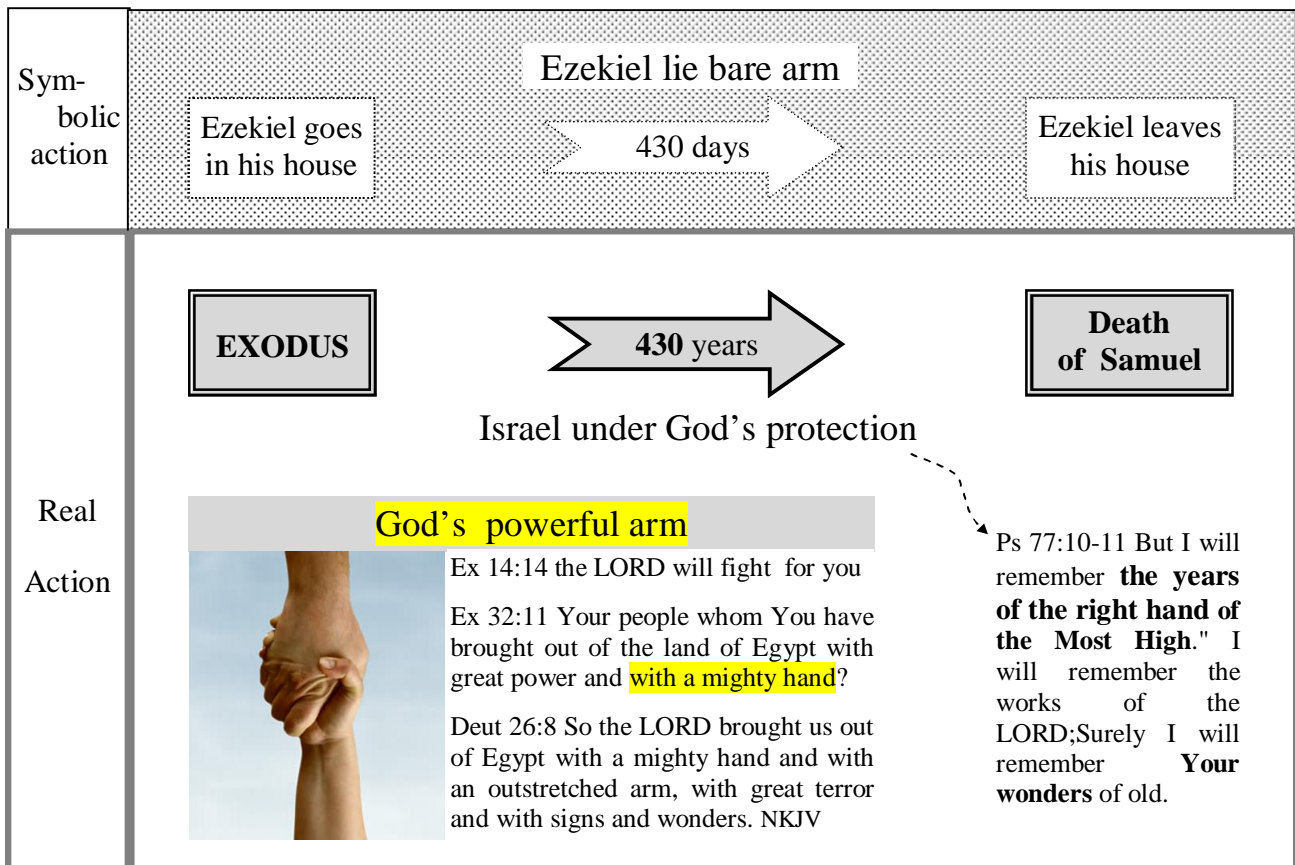 Sym-
bolic
action
Ezekiel lie bare arm
Ezekiel goes
in his house
430 days
Ezekiel leaves
his house
Real
Action
EXODUS
430 years
Death
of Samuel
Israel under God’s protection
God’s powerful arm
Ex 14:14 the LORD will fight for you
Ex 32:11 Your people whom You have
brought out of the land of Egypt with
great power and with a mighty hand?
Deut 26:8 So the LORD brought us out
of Egypt with a mighty hand and with
an outstretched arm, with great terror
and with signs and wonders. NKJV
Ps 77:10-11 But I will
remember the years
of the right hand of
the Most High." I
will remember the
works of the
LORD;Surely I will
remember Your
wonders of old.